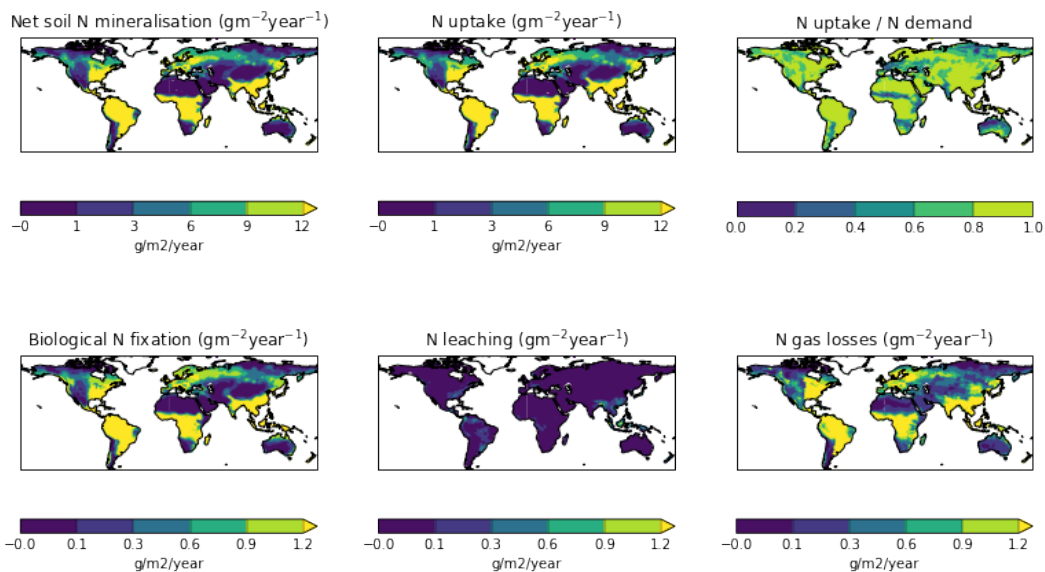 Net soil N mineralisation (gm⁻²year⁻¹)
N uptake (gm⁻²year⁻¹)
N uptake / N demand
−0 1 3 6 9 12
g/m2/year
−0 1 3 6 9 12
g/m2/year
0.0 0.2 0.4 0.6 0.8 1.0
Biological N fixation (gm⁻²year⁻¹)
N leaching (gm⁻²year⁻¹)
N gas losses (gm⁻²year⁻¹)
−0.0 0.1 0.3 0.6 0.9 1.2
g/m2/year
−0.0 0.1 0.3 0.6 0.9 1.2
g/m2/year
−0.0 0.1 0.3 0.6 0.9 1.2
g/m2/year